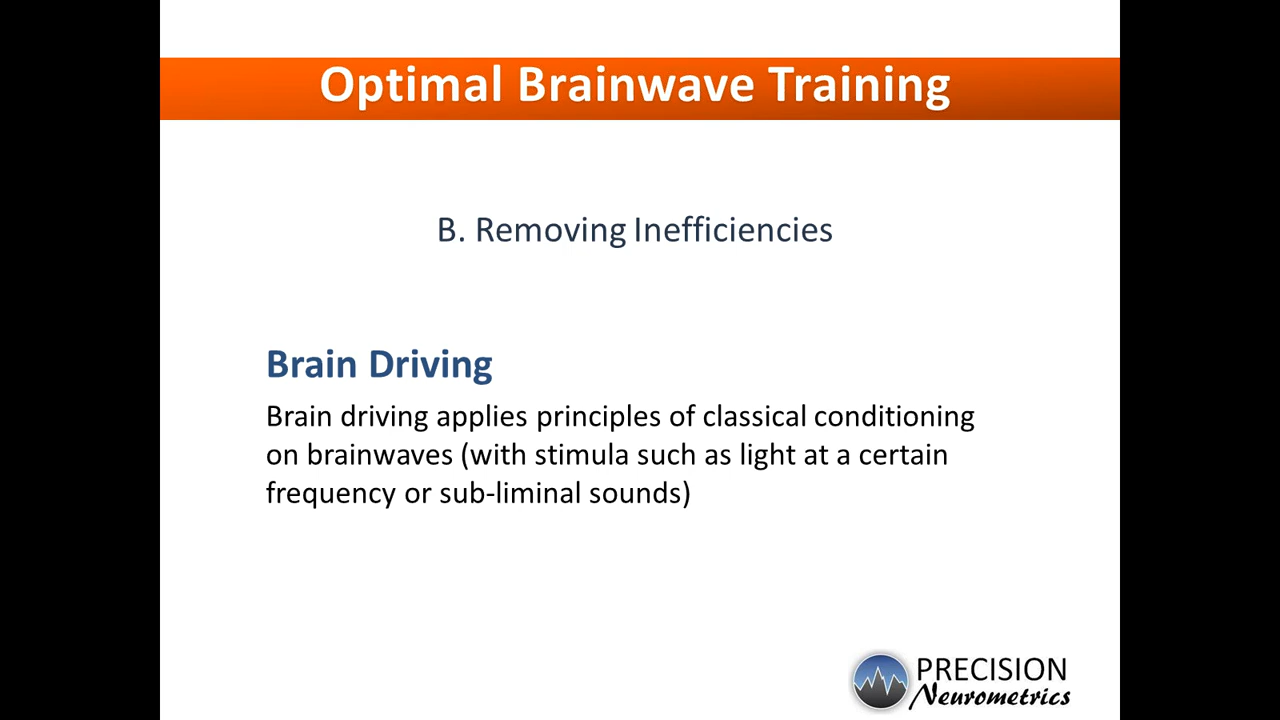 Optimal Brainwave Training
B. Removing Inefficiencies
Brain Driving
Brain driving applies principles of classical conditioning
on brainwaves (with stimula such as light at a certain
frequency or sub-liminal sounds)
PRECISION
Neurometrics